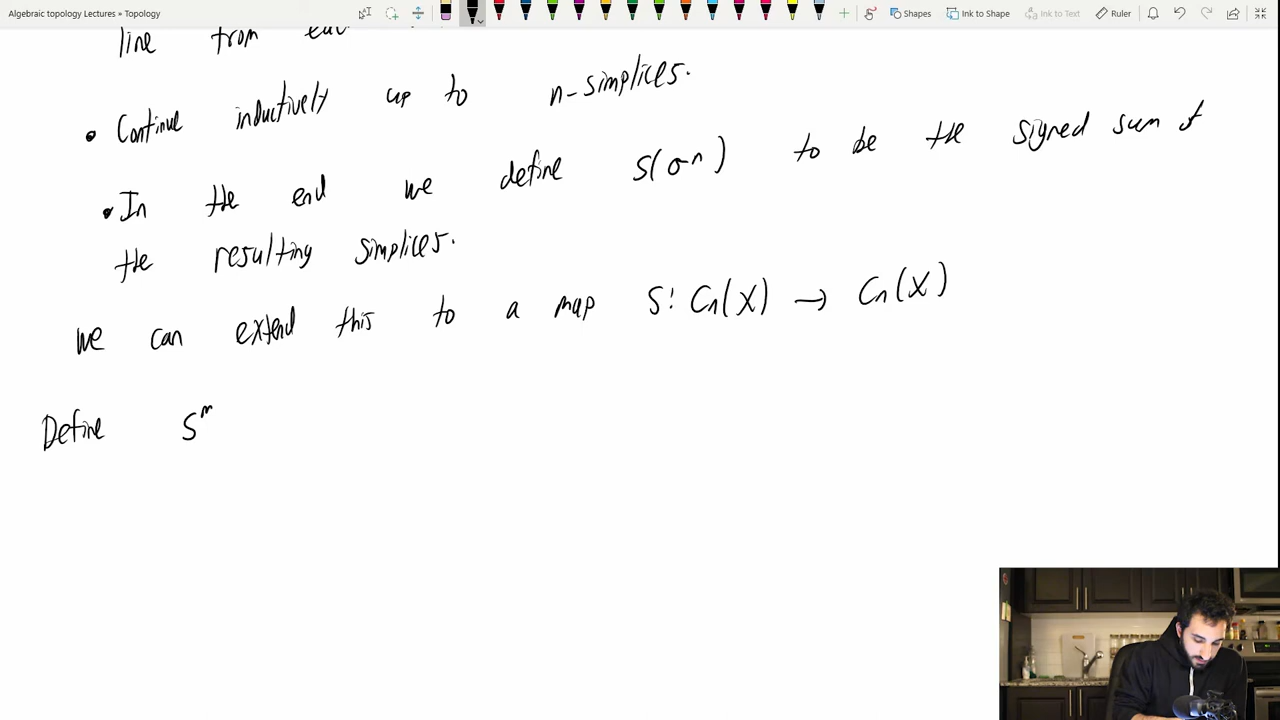 Algebraic topology Lectures » Topology
Shapes
Ink to Shape
Ink to Text
Ruler
line from
• Continue inductively up to n-simplices.
• In the end we define S(σⁿ) to be the signed sum of
the resulting simplices.
We can extend this to a map S: Cn(X) → Cn(X)
Define Sᵐ